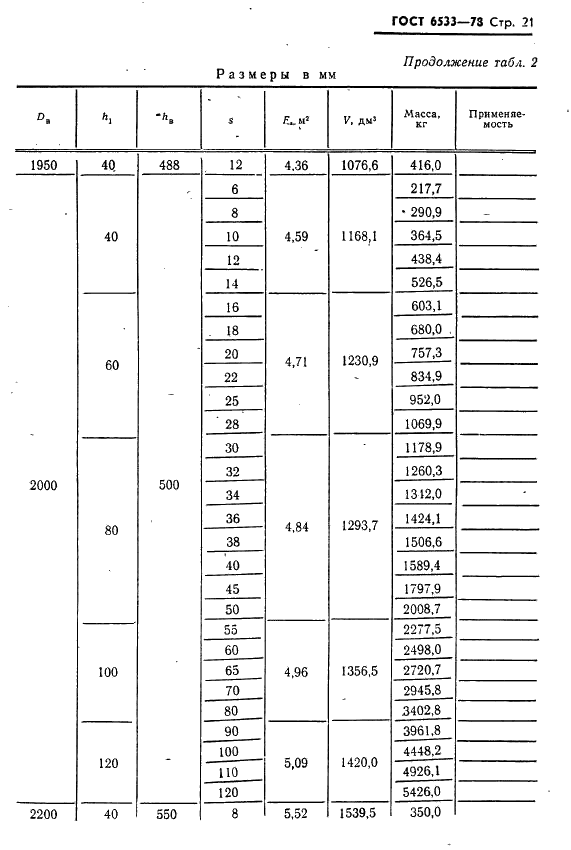 ГОСТ 6533—78 Стр. 21
Продолжение табл. 2
Размеры в мм
Dв h1 hв s Fв, м² V, дм³ Масса, кг Применяемость
1950 40 488 12 4,36 1076,6 416,0
6 217,7
8 290,9
40 10 4,59 1168,1 364,5
12 438,4
14 526,5
16 603,1
18 680,0
20 757,3
60 4,71 1230,9
22 834,9
25 952,0
28 1069,9
30 1178,9
32 1260,3
2000 500
34 1312,0
36 1424,1
80 4,84 1293,7
38 1506,6
40 1589,4
45 1797,9
50 2008,7
55 2277,5
60 2498,0
100 65 4,96 1356,5 2720,7
70 2945,8
80 3402,8
90 3961,8
100 4448,2
120 5,09 1420,0
110 4926,1
120 5426,0
2200 40 550 8 5,52 1539,5 350,0